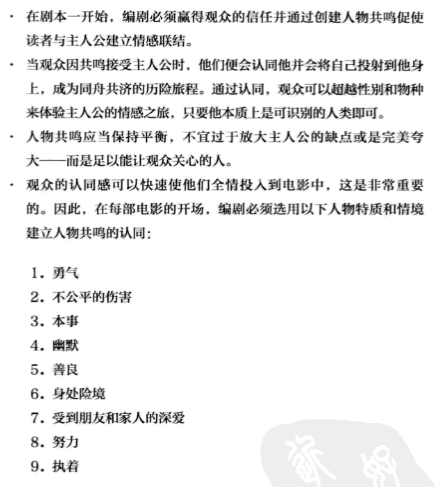 · 在剧本一开始，编剧必须赢得观众的信任并通过创建人物共鸣促使
读者与主人公建立情感联结。
· 当观众因共鸣接受主人公时，他们便会认同他并会将自己投射到他身
上，成为同舟共济的历险旅程。通过认同，观众可以超越性别和物种
来体验主人公的情感之旅，只要他本质上是可识别的人类即可。
· 人物共鸣应当保持平衡，不宜过于放大主人公的缺点或是完美夸
大——而是足以能让观众关心的人。
· 观众的认同感可以快速使他们全情投入到电影中，这是非常重要
的。因此，在每部电影的开场，编剧必须选用以下人物特质和情境
建立人物共鸣的认同：
1．勇气
2．不公平的伤害
3．本事
4．幽默
5．善良
6．身处险境
7．受到朋友和家人的深爱
8．努力
9．执着